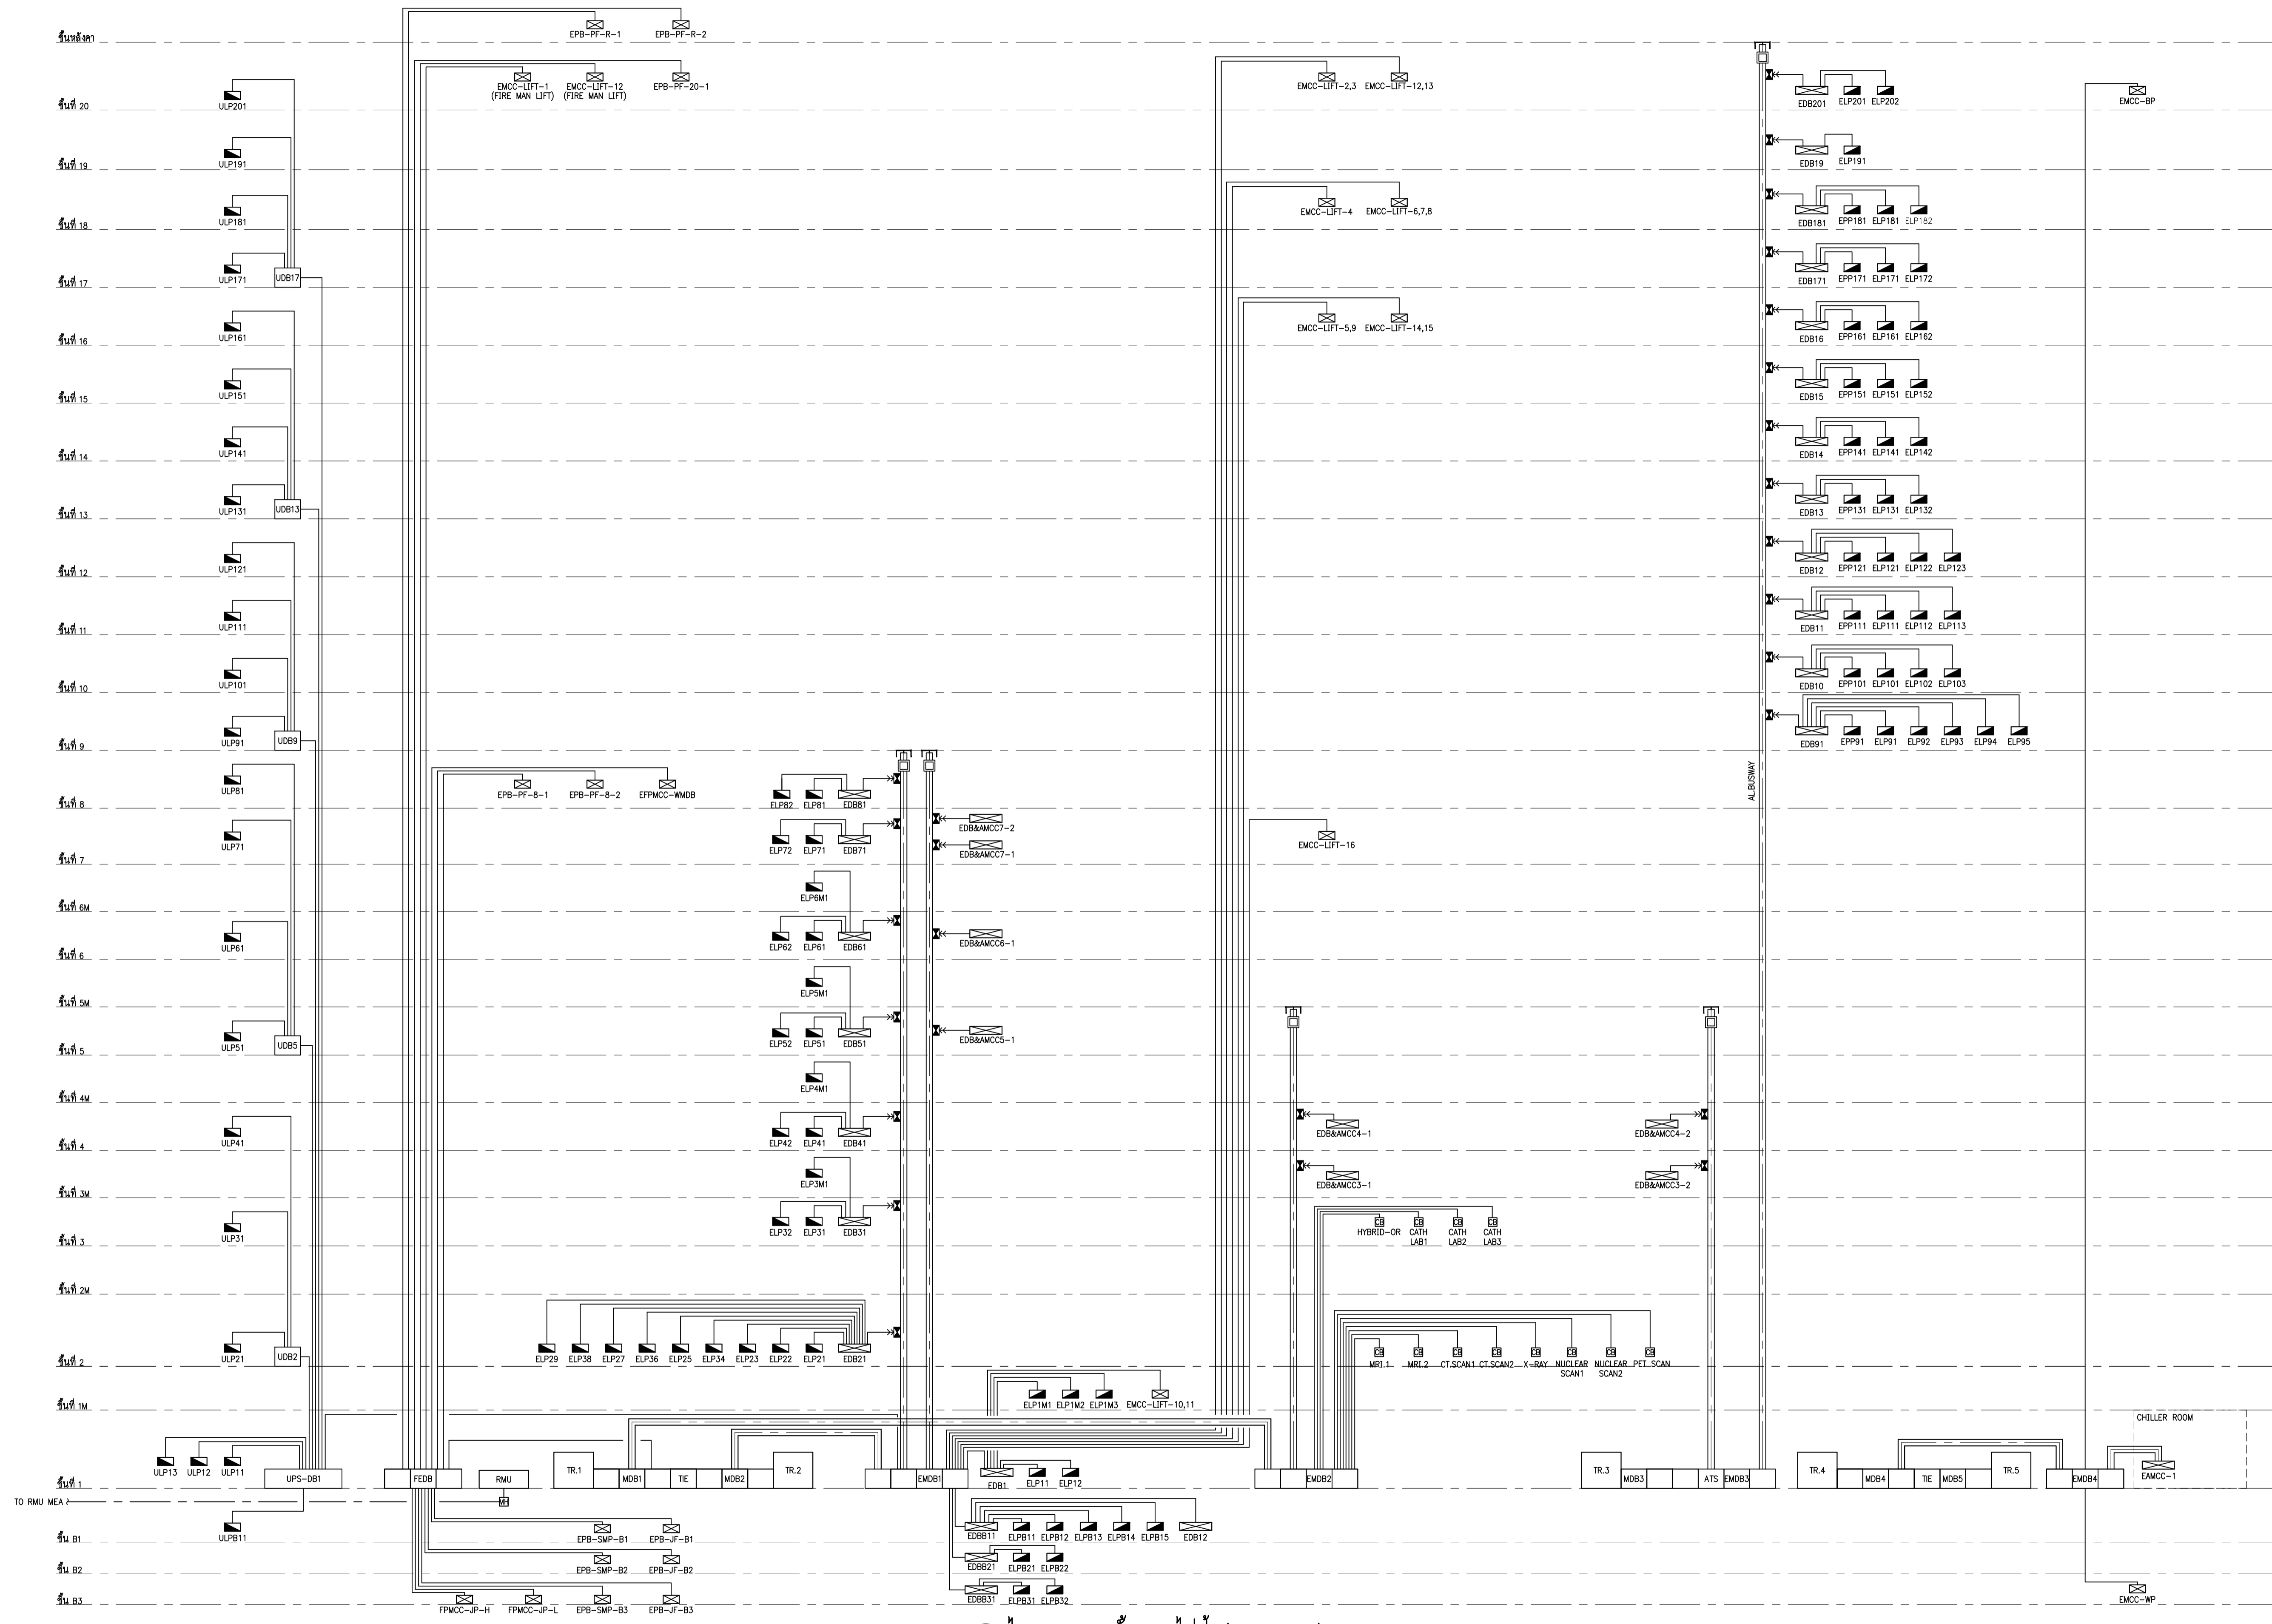 ชั้นหลังคา
EPB-PF-R-1
EPB-PF-R-2
EMCC-LIFT-1
(FIRE MAN LIFT)
EMCC-LIFT-12
(FIRE MAN LIFT)
EPB-PF-20-1
EMCC-LIFT-2,3
EMCC-LIFT-12,13
ULP201
EDB201
ELP201
ELP202
EMCC-BP
ชั้นที่ 20
ULP191
EDB19
ELP191
ชั้นที่ 19
ULP181
EMCC-LIFT-4
EMCC-LIFT-6,7,8
EDB181
EPP181
ELP181
ELP182
ชั้นที่ 18
ULP171
UDB17
EDB171
EPP171
ELP171
ELP172
ชั้นที่ 17
ULP161
EMCC-LIFT-5,9
EMCC-LIFT-14,15
EDB16
EPP161
ELP161
ELP162
ชั้นที่ 16
ULP151
EDB15
EPP151
ELP151
ELP152
ชั้นที่ 15
ULP141
EDB14
EPP141
ELP141
ELP142
ชั้นที่ 14
ULP131
UDB13
EDB13
EPP131
ELP131
ELP132
ชั้นที่ 13
ULP121
EDB12
EPP121
ELP121
ELP122
ELP123
ชั้นที่ 12
ULP111
EDB11
EPP111
ELP111
ELP112
ELP113
ชั้นที่ 11
ULP101
EDB10
EPP101
ELP101
ELP102
ELP103
ชั้นที่ 10
ULP91
UDB9
EDB91
EPP91
ELP91
ELP92
ELP93
ELP94
ELP95
ชั้นที่ 9
AL.BUSWAY
ULP81
EPB-PF-8-1
EPB-PF-8-2
EFPMCC-WMDB
ELP82
ELP81
EDB81
ชั้นที่ 8
EDB&AMCC7-2
ULP71
ELP72
ELP71
EDB71
EDB&AMCC7-1
EMCC-LIFT-16
ชั้นที่ 7
ELP6M1
ชั้นที่ 6M
ULP61
ELP62
ELP61
EDB61
EDB&AMCC6-1
ชั้นที่ 6
ELP5M1
ชั้นที่ 5M
ULP51
UDB5
ELP52
ELP51
EDB51
EDB&AMCC5-1
ชั้นที่ 5
ELP4M1
ชั้นที่ 4M
ULP41
ELP42
ELP41
EDB41
EDB&AMCC4-1
EDB&AMCC4-2
ชั้นที่ 4
ELP3M1
EDB&AMCC3-1
EDB&AMCC3-2
ชั้นที่ 3M
ULP31
ELP32
ELP31
EDB31
CB
CB
CB
CB
HYBRID-OR
CATH
LAB1
CATH
LAB2
CATH
LAB3
ชั้นที่ 3
ชั้นที่ 2M
ULP21
UDB2
ELP29
ELP38
ELP27
ELP36
ELP25
ELP34
ELP23
ELP22
ELP21
EDB21
CB
CB
CB
CB
CB
CB
CB
CB
MRI.1
MRI.2
CT.SCAN1
CT.SCAN2
X-RAY
NUCLEAR
SCAN1
NUCLEAR
SCAN2
PET SCAN
ชั้นที่ 2
ELP1M1
ELP1M2
ELP1M3
EMCC-LIFT-10,11
ชั้นที่ 1M
CHILLER ROOM
ULP13
ULP12
ULP11
UPS-DB1
FEDB
RMU
TR.1
MDB1
TIE
MDB2
TR.2
EMDB1
EDB1
ELP11
ELP12
EMDB2
TR.3
MDB3
ATS
EMDB3
TR.4
MDB4
TIE
MDB5
TR.5
EMDB4
EAMCC-1
ชั้นที่ 1
TO RMU MEA
MH
ULPB11
EPB-SMP-B1
EPB-JF-B1
EDBB11
ELPB11
ELPB12
ELPB13
ELPB14
ELPB15
EDB12
ชั้น B1
EPB-SMP-B2
EPB-JF-B2
EDBB21
ELPB21
ELPB22
ชั้น B2
FPMCC-JP-H
FPMCC-JP-L
EPB-SMP-B3
EPB-JF-B3
EDBB31
ELPB31
ELPB32
EMCC-WP
ชั้น B3